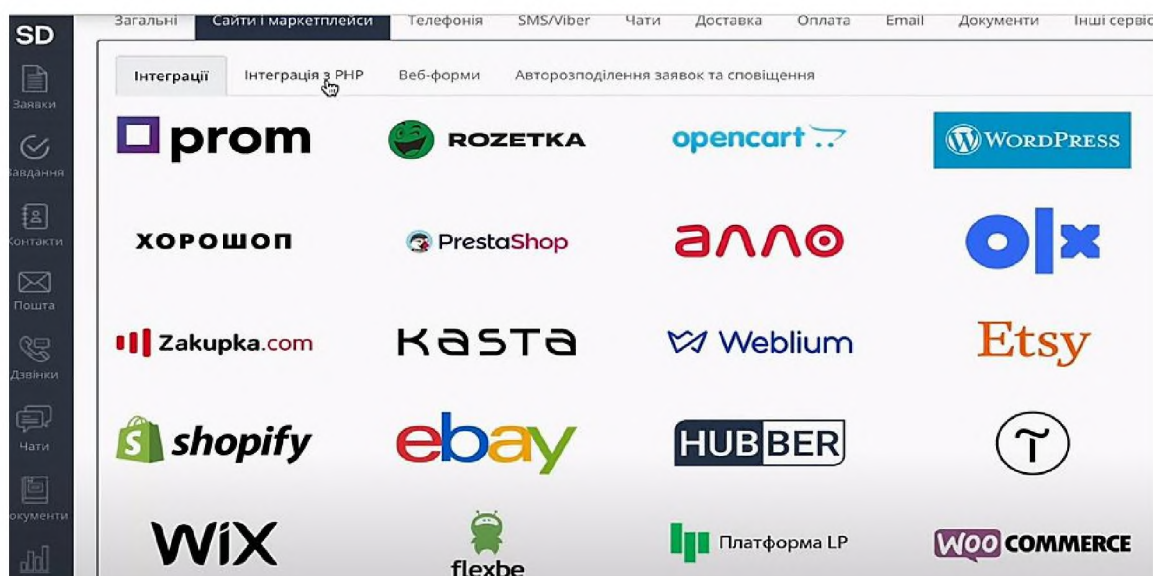 SD
Загальні Сайти і маркетплейси Телефонія SMS/Viber Чати Доставка Оплата Email Документи Інші сервіс
Інтеграції Інтеграція з PHP Веб-форми Авторозподілення заявок та сповіщення
Заявки
Завдання
Контакти
Пошта
Дзвінки
Чати
Документи
prom ROZETKA opencart WORDPRESS
ХОРОШОП PrestaShop алло olx
Zakupka.com Kasta Weblium Etsy
shopify ebay HUBBER
WiX flexbe Платформа LP WOO COMMERCE